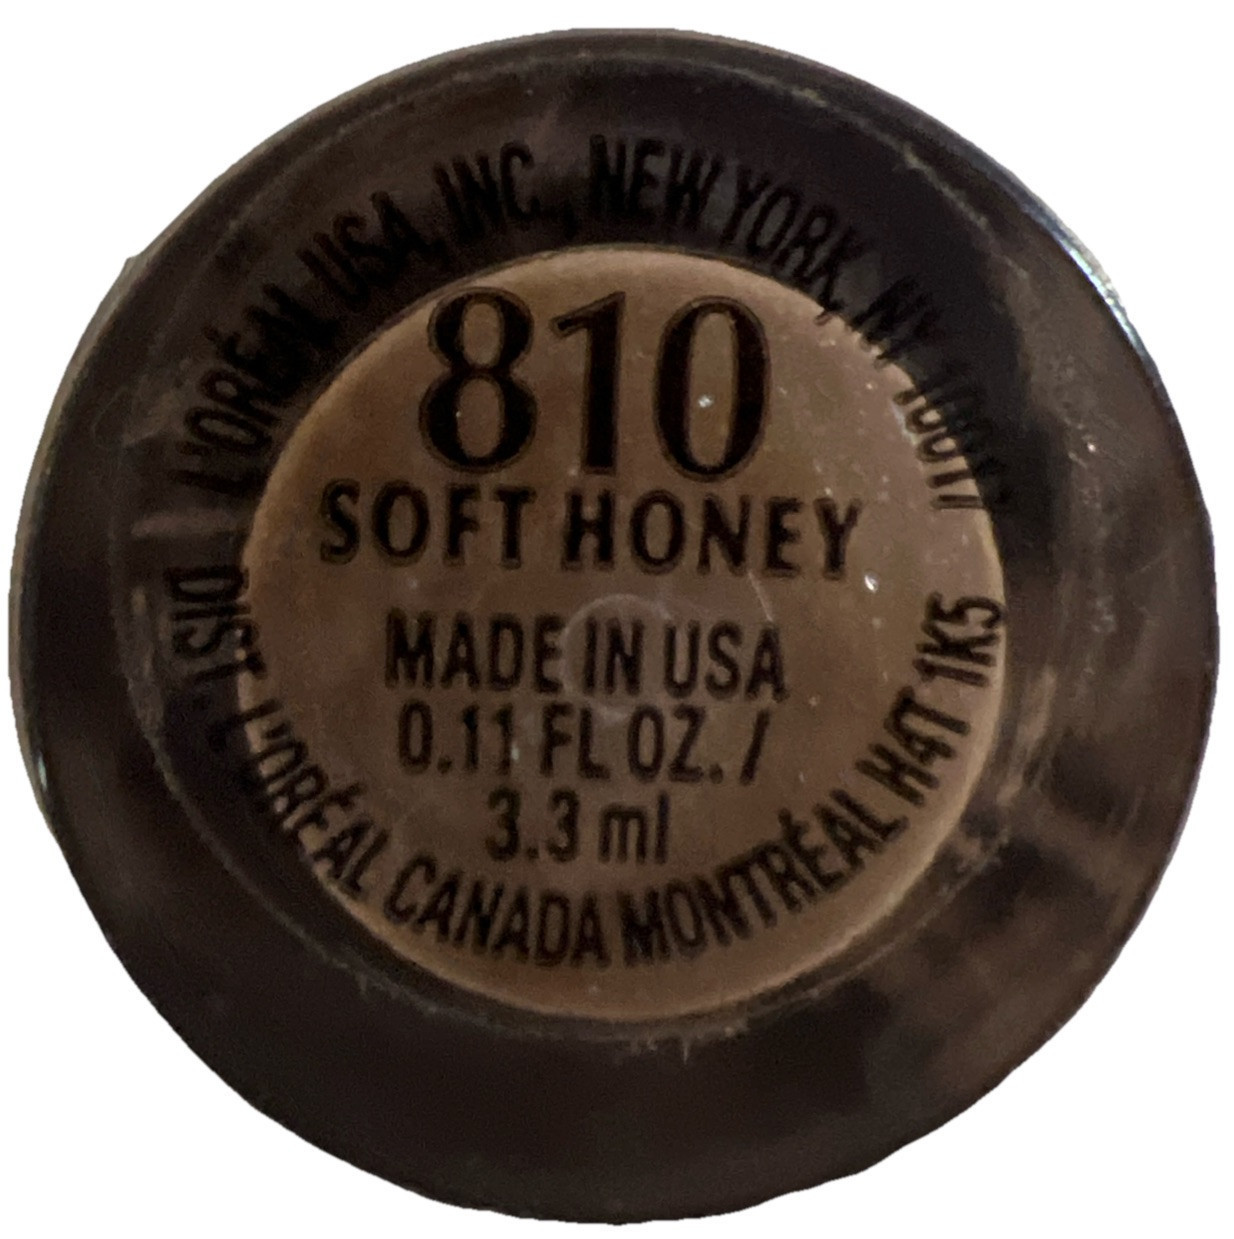 L'ORÉAL USA, INC., NEW YORK, NY
810
SOFT HONEY
MADE IN USA
0.11 FL OZ. /
3.3 ml
DIST L'ORÉAL CANADA MONTRÉAL H4T 1K5